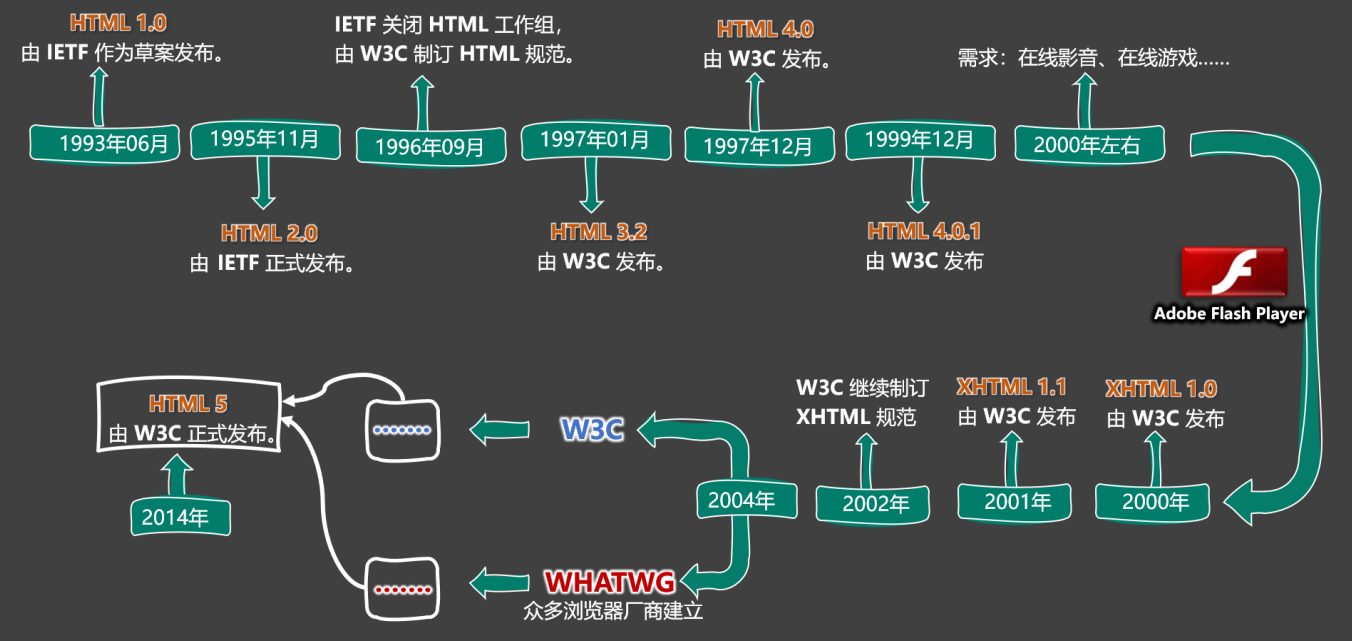 HTML 1.0
由 IETF 作为草案发布。
1993年06月
1995年11月
HTML 2.0
由 IETF 正式发布。
IETF 关闭 HTML 工作组，
由 W3C 制订 HTML 规范。
1996年09月
1997年01月
HTML 3.2
由 W3C 发布。
HTML 4.0
由 W3C 发布。
1997年12月
1999年12月
HTML 4.0.1
由 W3C 发布
需求：在线影音、在线游戏……
2000年左右
Adobe Flash Player
XHTML 1.0
由 W3C 发布
2000年
XHTML 1.1
由 W3C 发布
2001年
W3C 继续制订
XHTML 规范
2002年
2004年
W3C
WHATWG
众多浏览器厂商建立
HTML 5
由 W3C 正式发布。
2014年